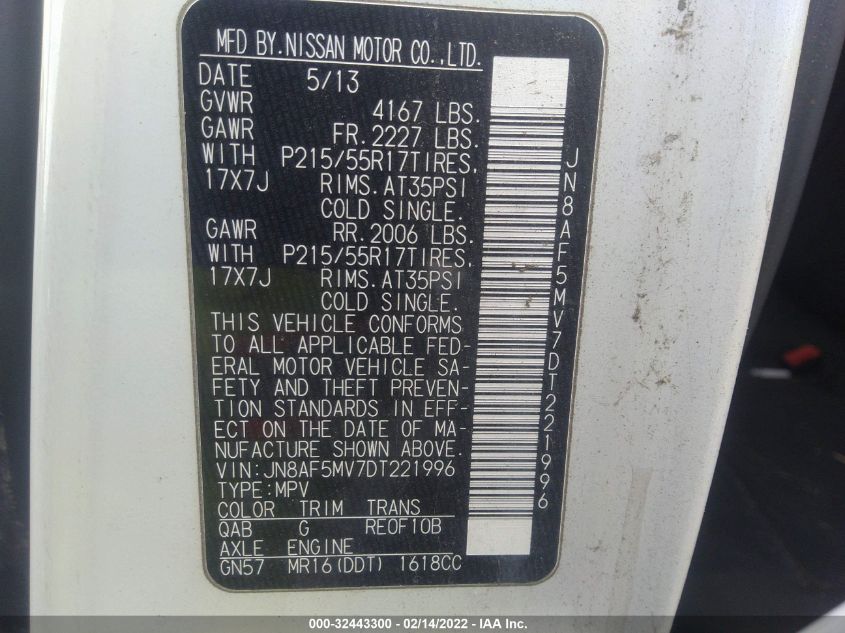 MFD BY.NISSAN MOTOR CO.,LTD.
DATE 5/13
GVWR 4167 LBS.
GAWR FR.2227 LBS.
WITH P215/55R17TIRES,
17X7J RIMS.AT35PSI
COLD SINGLE.
GAWR RR.2006 LBS.
WITH P215/55R17TIRES,
17X7J RIMS.AT35PSI
COLD SINGLE.
THIS VEHICLE CONFORMS
TO ALL APPLICABLE FED-
ERAL MOTOR VEHICLE SA-
FETY AND THEFT PREVEN-
TION STANDARDS IN EFF-
ECT ON THE DATE OF MA-
NUFACTURE SHOWN ABOVE.
VIN:JN8AF5MV7DT221996
TYPE:MPV
COLOR TRIM TRANS
QAB G RE0F10B
AXLE ENGINE
GN57 MR16(DDT) 1618CC
JN8AF5MV7DT221996
000-32443300 - 02/14/2022 - IAA Inc.